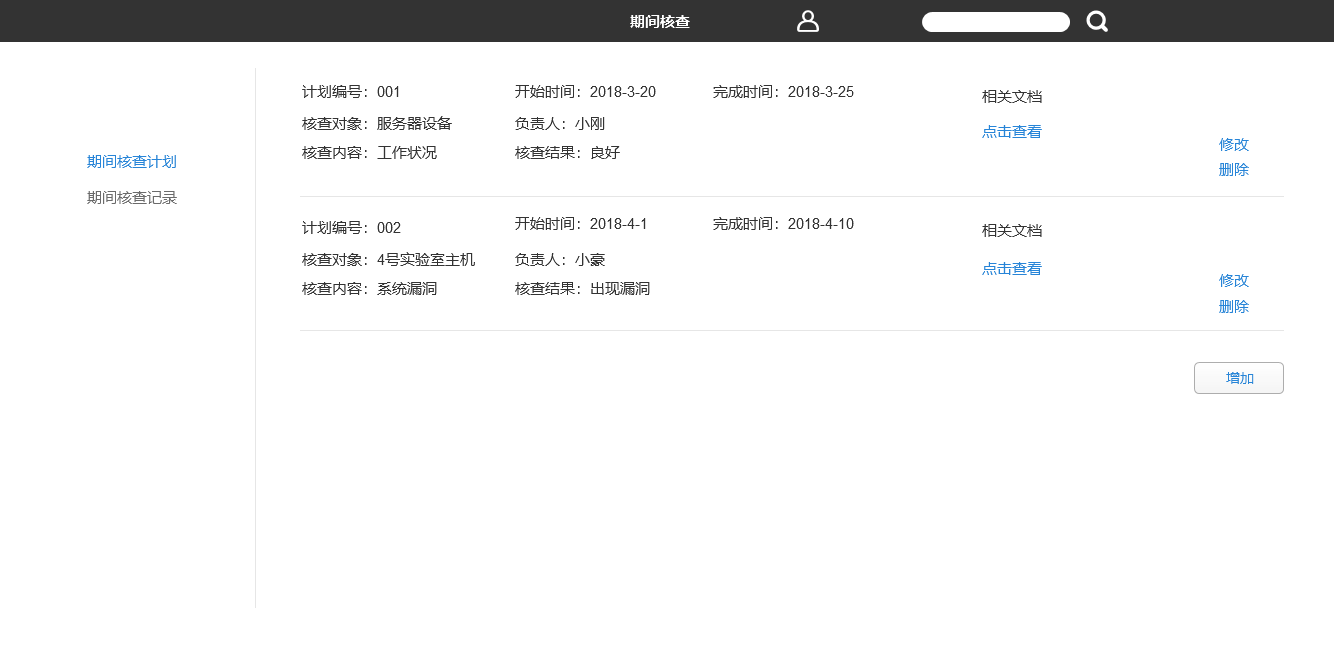 期间核查
期间核查计划
期间核查记录
计划编号：001 开始时间：2018-3-20 完成时间：2018-3-25 相关文档
核查对象：服务器设备 负责人：小刚 点击查看
核查内容：工作状况 核查结果：良好 修改
删除
计划编号：002 开始时间：2018-4-1 完成时间：2018-4-10 相关文档
核查对象：4号实验室主机 负责人：小豪 点击查看
核查内容：系统漏洞 核查结果：出现漏洞 修改
删除
增加